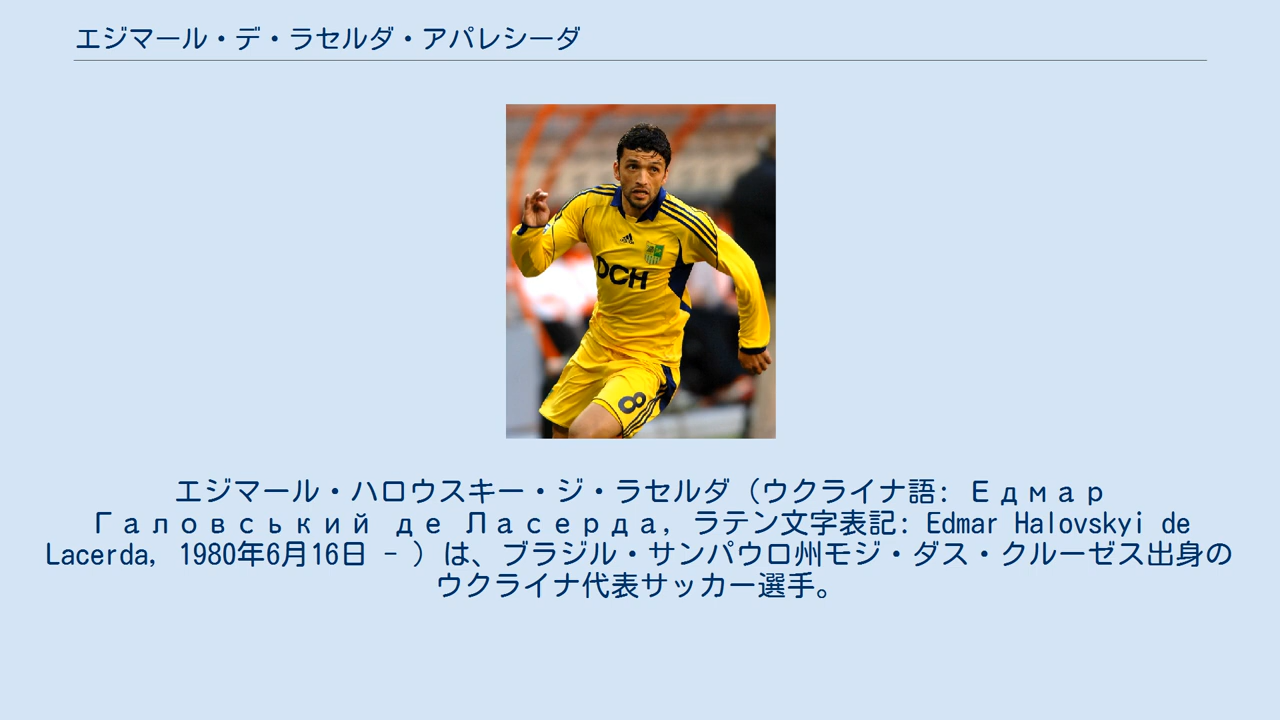 エジマール・デ・ラセルダ・アパレシーダ
DCH
8
エジマール・ハロウスキー・ジ・ラセルダ（ウクライナ語: Едмар
Галовський де Ласерда, ラテン文字表記: Edmar Halovskyi de
Lacerda, 1980年6月16日 - ）は、ブラジル・サンパウロ州モジ・ダス・クルーゼス出身の
ウクライナ代表サッカー選手。